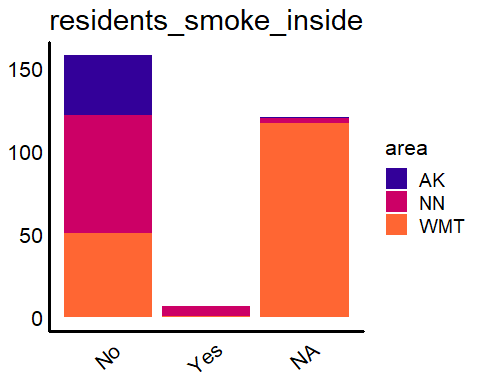 residents_smoke_inside
150
100
50
0
No
Yes
NA
area
AK
NN
WMT